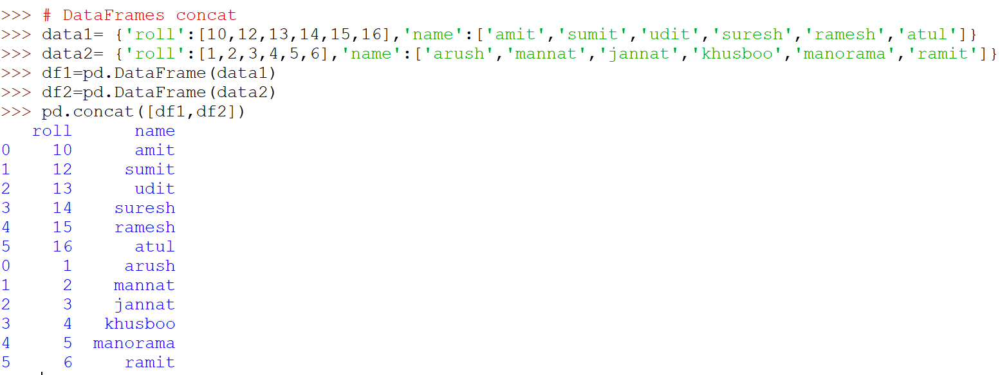 >>> # DataFrames concat
>>> data1= {'roll':[10,12,13,14,15,16],'name':['amit','sumit','udit','suresh','ramesh','atul']}
>>> data2= {'roll':[1,2,3,4,5,6],'name':['arush','mannat','jannat','khusboo','manorama','ramit']}
>>> df1=pd.DataFrame(data1)
>>> df2=pd.DataFrame(data2)
>>> pd.concat([df1,df2])
   roll      name
0    10      amit
1    12     sumit
2    13      udit
3    14    suresh
4    15    ramesh
5    16      atul
0     1     arush
1     2    mannat
2     3    jannat
3     4   khusboo
4     5  manorama
5     6     ramit